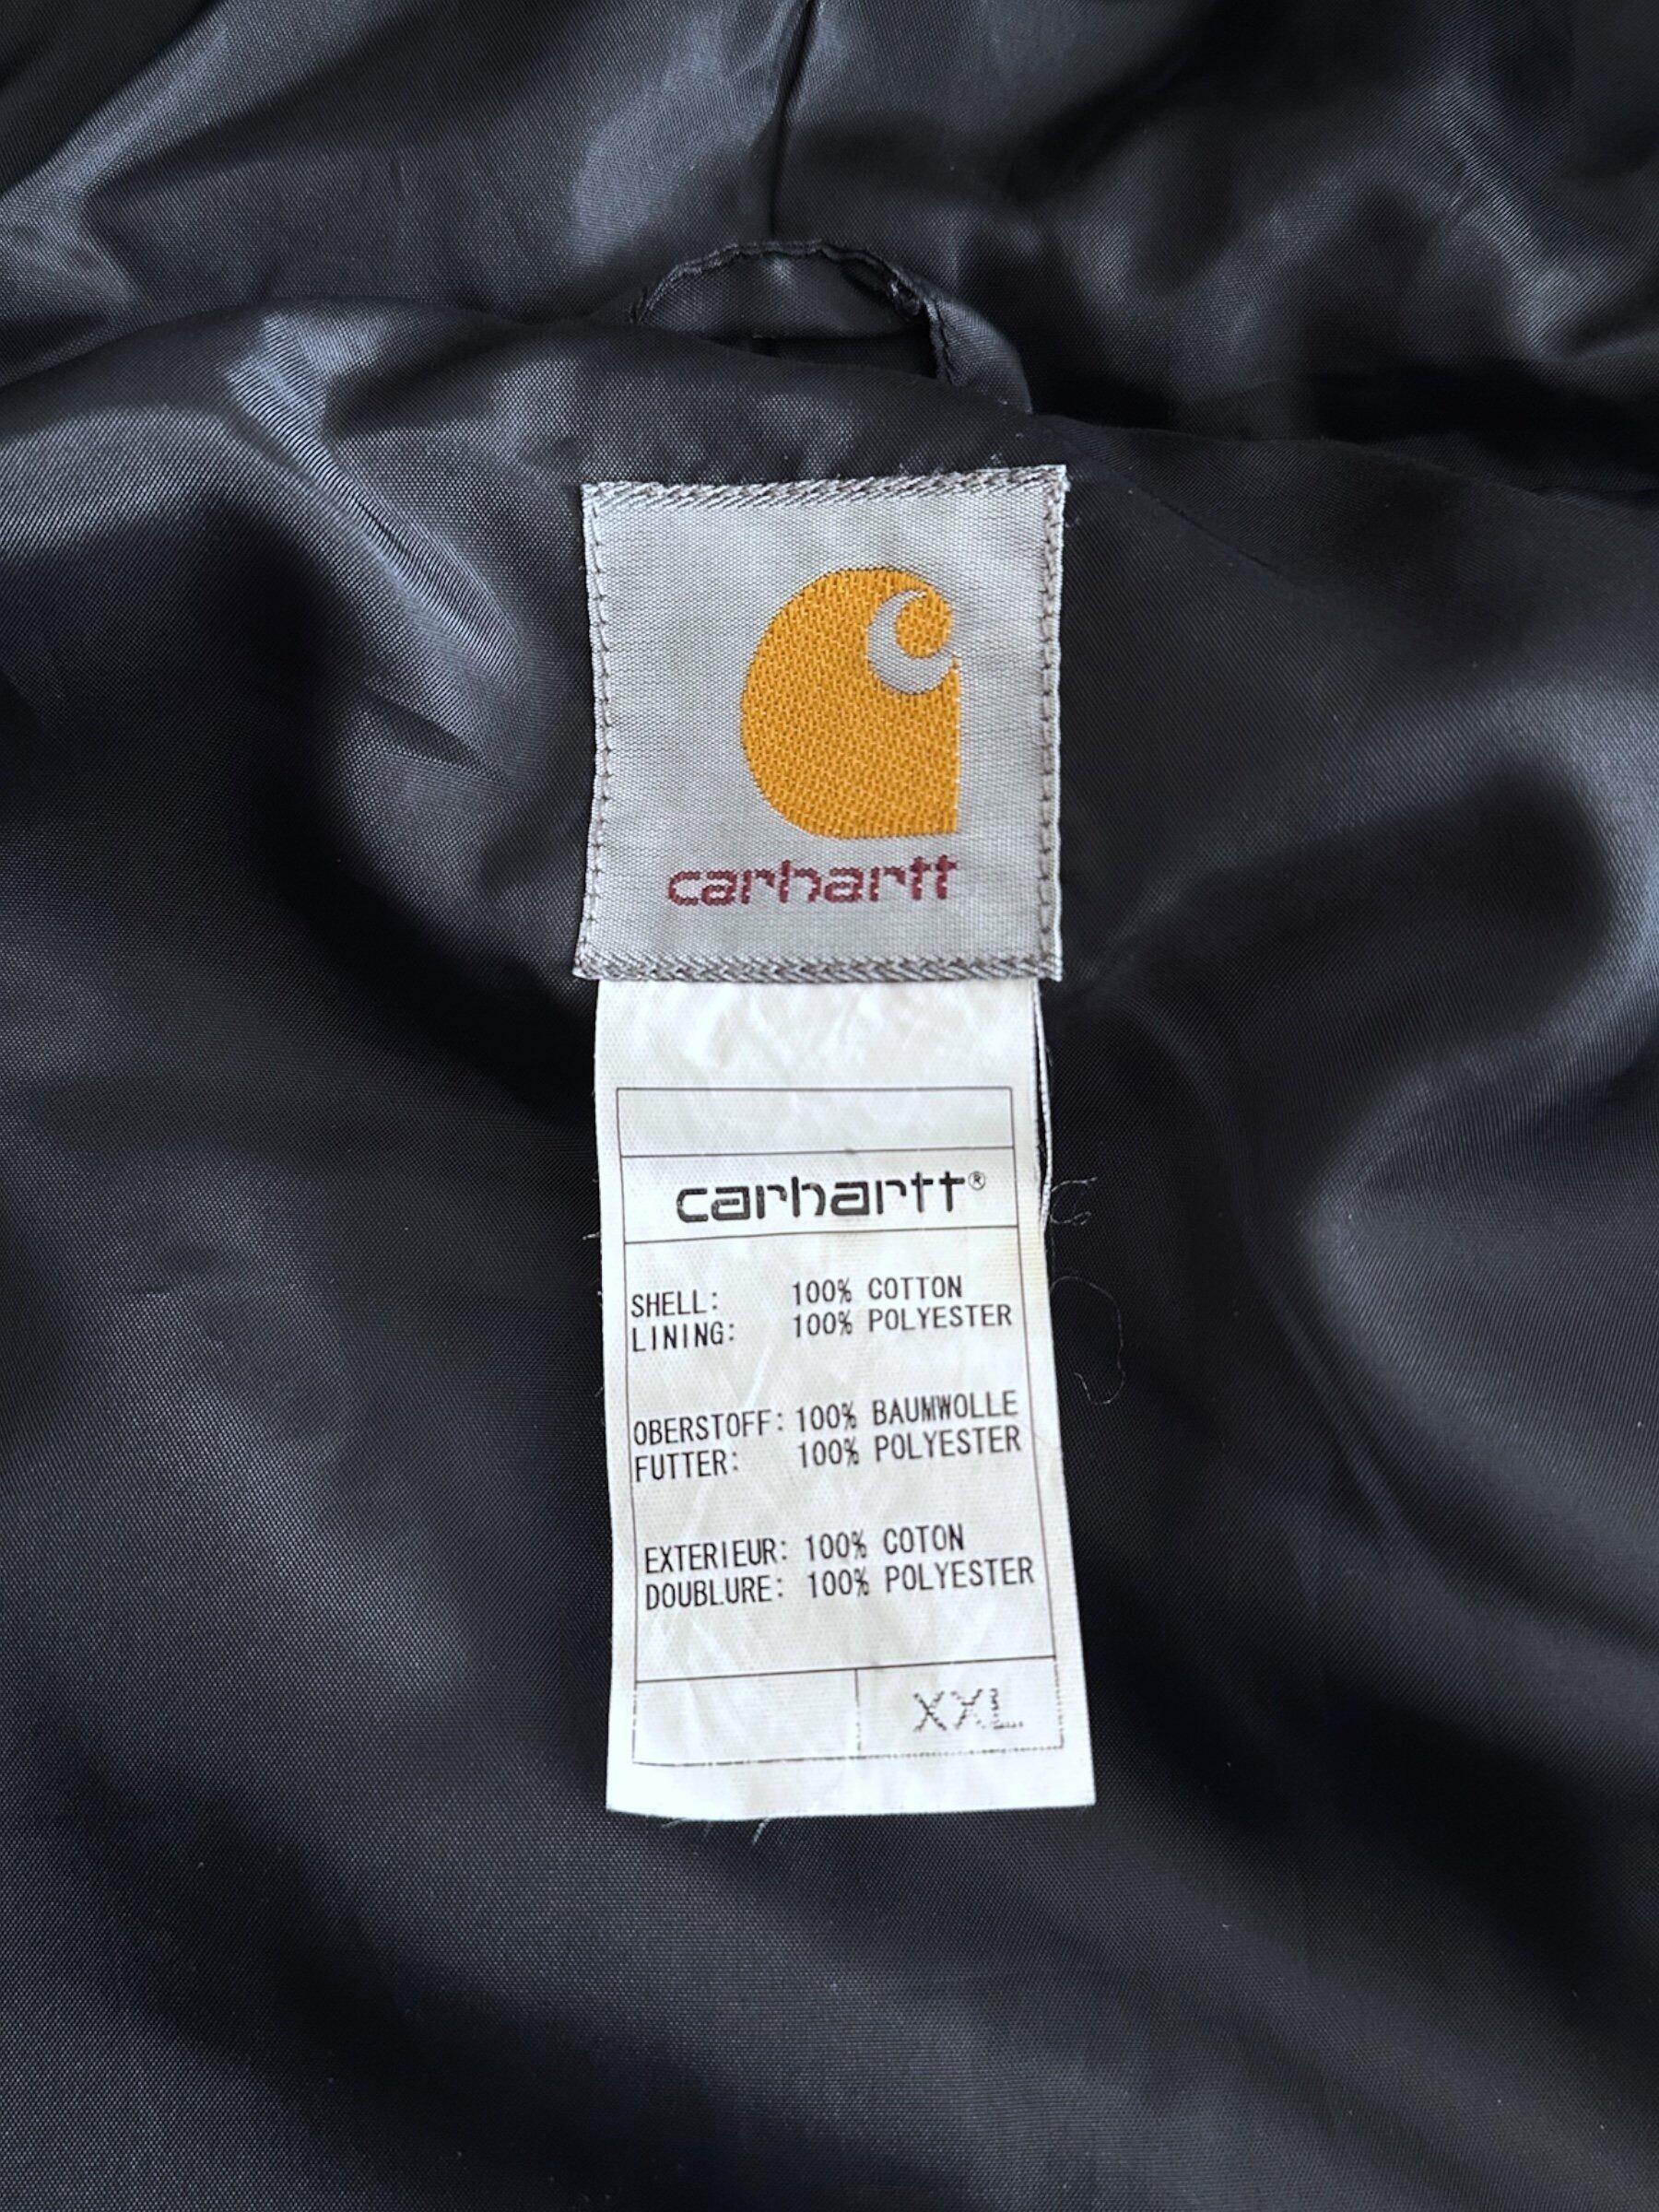 carhartt
carhartt®
SHELL: 100% COTTON
LINING: 100% POLYESTER
OBERSTOFF: 100% BAUMWOLLE
FUTTER: 100% POLYESTER
EXTERIEUR: 100% COTON
DOUBLURE: 100% POLYESTER
XXL